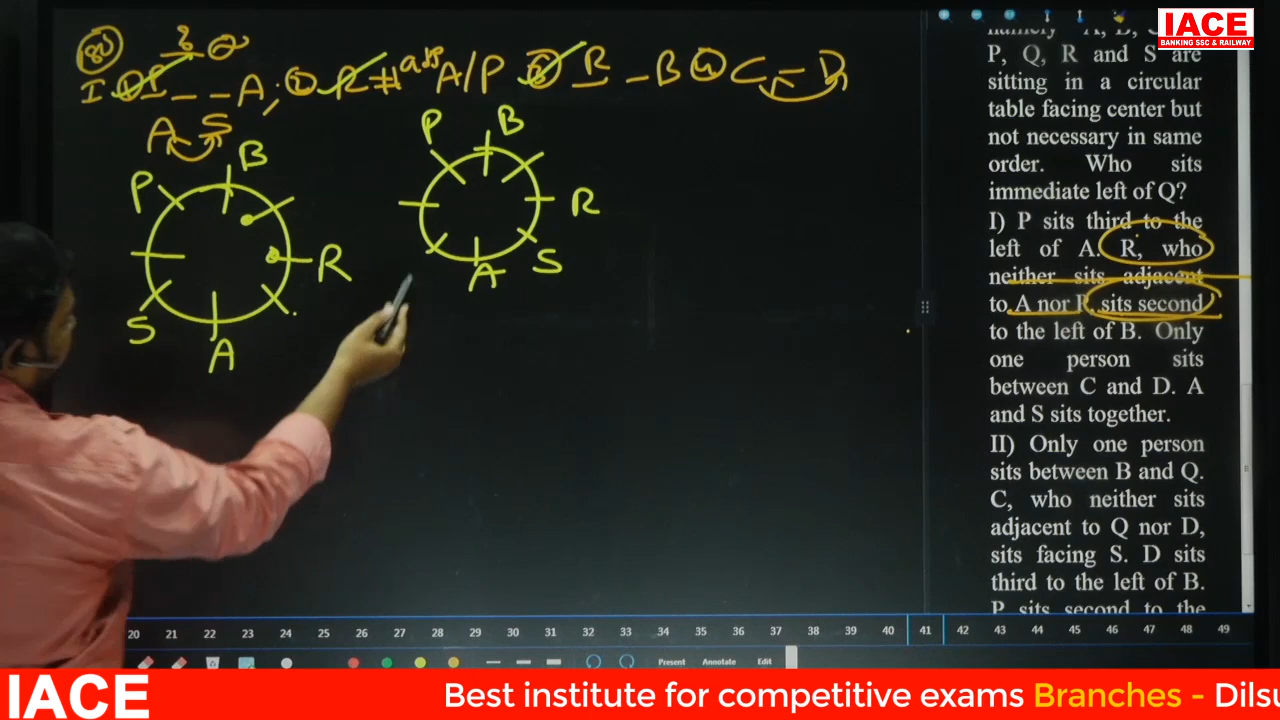 IACE
BANKING SSC & RAILWAY
P, Q, R and S are
sitting in a circular
table facing center but
not necessary in same
order. Who sits
immediate left of Q?
I) P sits third to the
left of A. R, who
neither sits adjacent
to A nor R, sits second
to the left of B. Only
one person sits
between C and D. A
and S sits together.
II) Only one person
sits between B and Q.
C, who neither sits
adjacent to Q nor D,
sits facing S. D sits
third to the left of B.
P sits second to the
A S
B
P
R
S
A
P
B
R
S
A
20 21 22 23 24 25 26 27 28 29 30 31 32 33 34 35 36 37 38 39 40 41 42 43 44 45 46 47 48 49
Present Annotate Edit
IACE
Best institute for competitive exams Branches - Dilsu